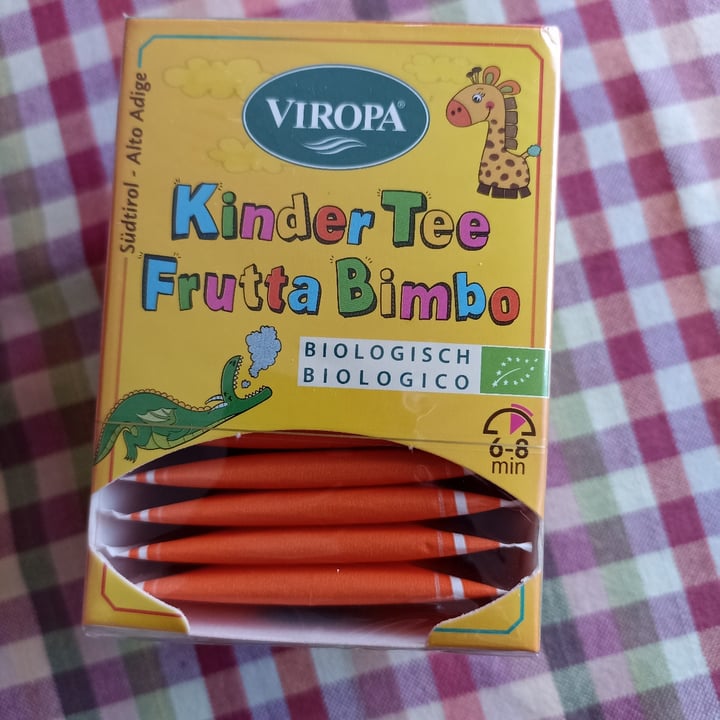 VIROPA®
Südtirol - Alto Adige
Kinder Tee
Frutta Bimbo
BIOLOGISCH
BIOLOGICO
6-8
min